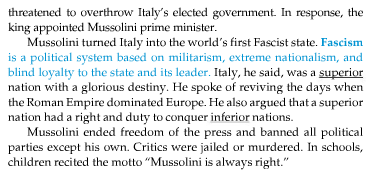 threatened to overthrow Italy's elected government. In response, the
king appointed Mussolini prime minister.
Mussolini turned Italy into the world's first Fascist state. Fascism
is a political system based on militarism, extreme nationalism, and
blind loyalty to the state and its leader. Italy, he said, was a superior
nation with a glorious destiny. He spoke of reviving the days when
the Roman Empire dominated Europe. He also argued that a superior
nation had a right and duty to conquer inferior nations.
Mussolini ended freedom of the press and banned all political
parties except his own. Critics were jailed or murdered. In schools,
children recited the motto "Mussolini is always right."